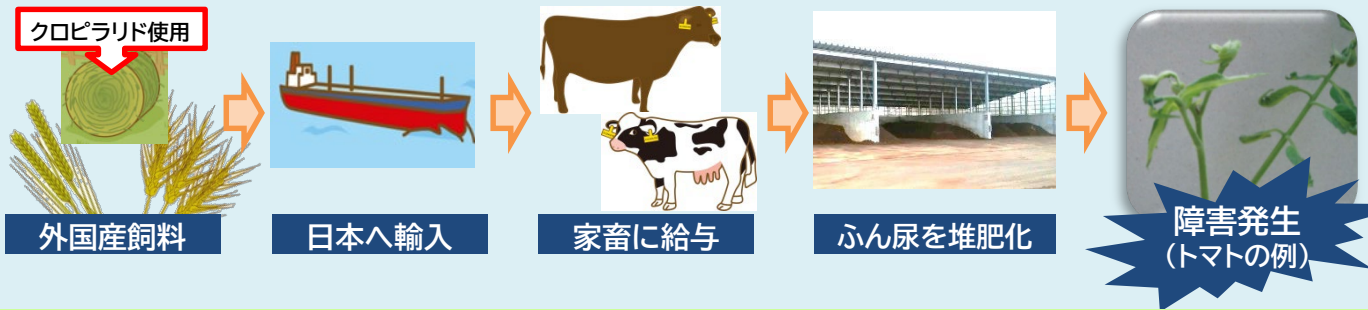 クロピラリド使用
外国産飼料
日本へ輸入
家畜に給与
ふん尿を堆肥化
障害発生
（トマトの例）